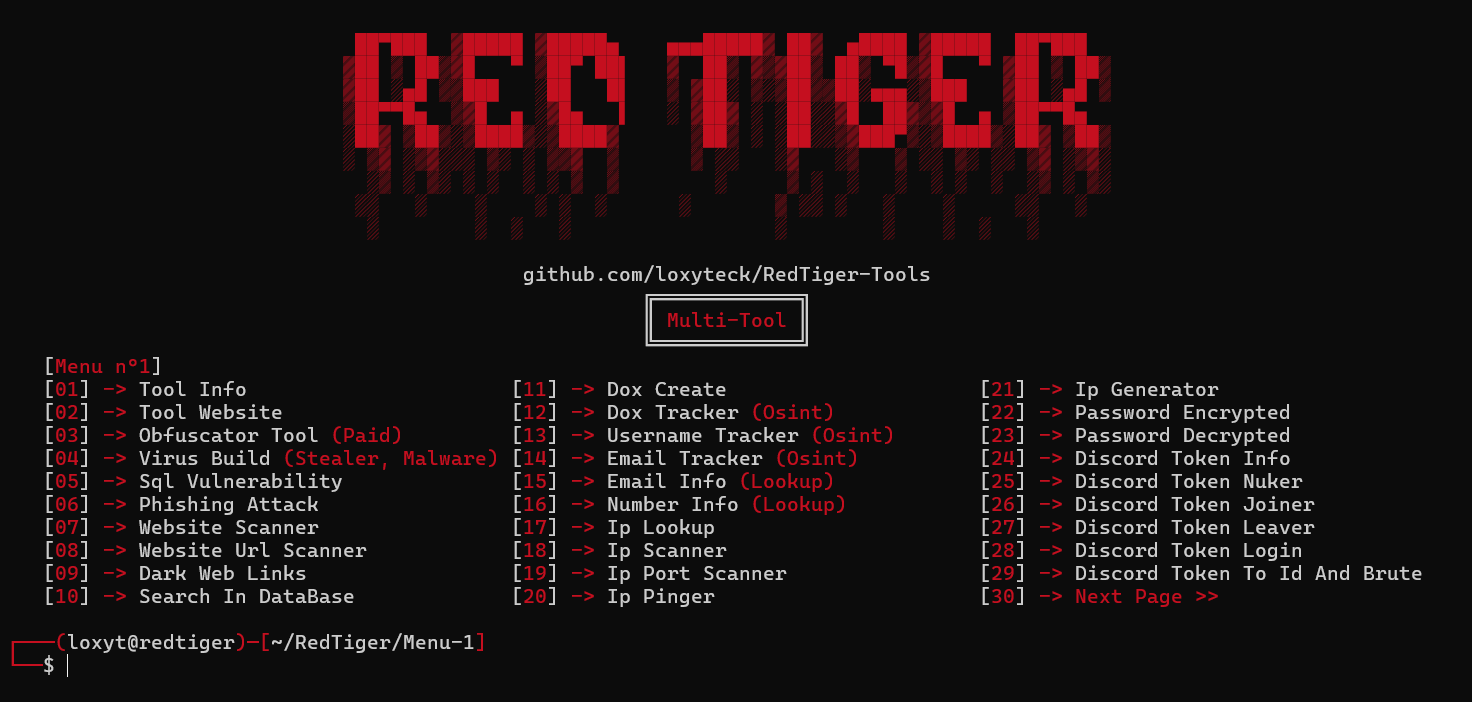 RED TIGER
github.com/loxyteck/RedTiger-Tools
Multi-Tool
[Menu n°1]
[01] -> Tool Info [11] -> Dox Create [21] -> Ip Generator
[02] -> Tool Website [12] -> Dox Tracker (Osint) [22] -> Password Encrypted
[03] -> Obfuscator Tool (Paid) [13] -> Username Tracker (Osint) [23] -> Password Decrypted
[04] -> Virus Build (Stealer, Malware) [14] -> Email Tracker (Osint) [24] -> Discord Token Info
[05] -> Sql Vulnerability [15] -> Email Info (Lookup) [25] -> Discord Token Nuker
[06] -> Phishing Attack [16] -> Number Info (Lookup) [26] -> Discord Token Joiner
[07] -> Website Scanner [17] -> Ip Lookup [27] -> Discord Token Leaver
[08] -> Website Url Scanner [18] -> Ip Scanner [28] -> Discord Token Login
[09] -> Dark Web Links [19] -> Ip Port Scanner [29] -> Discord Token To Id And Brute
[10] -> Search In DataBase [20] -> Ip Pinger [30] -> Next Page >>
(loxyt@redtiger)-[~/RedTiger/Menu-1]
$